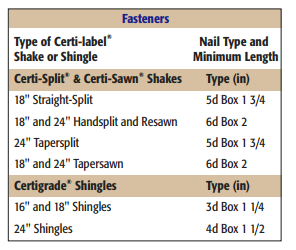 Fasteners
Type of Certi-label® Shake or Shingle Nail Type and Minimum Length
Certi-Split® & Certi-Sawn® Shakes Type (in)
18" Straight-Split 5d Box 1 3/4
18" and 24" Handsplit and Resawn 6d Box 2
24" Tapersplit 5d Box 1 3/4
18" and 24" Tapersawn 6d Box 2
Certigrade® Shingles Type (in)
16" and 18" Shingles 3d Box 1 1/4
24" Shingles 4d Box 1 1/2